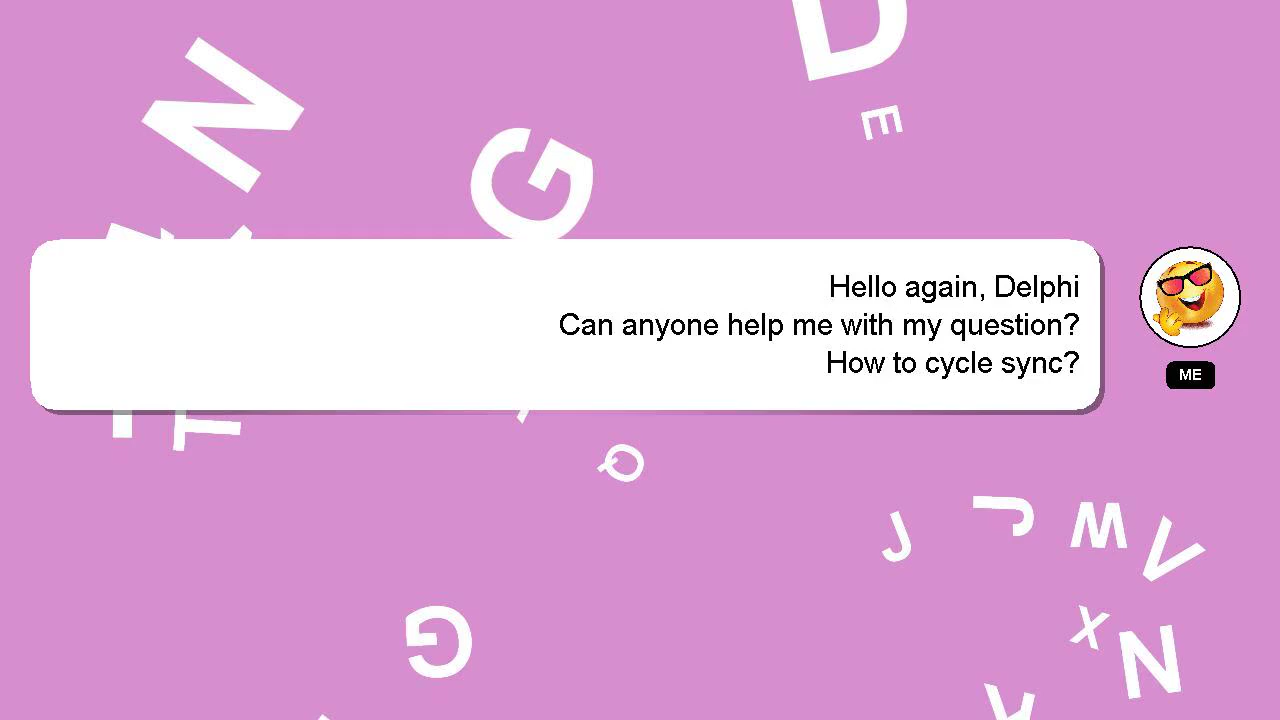 N
D
E
G
Hello again, Delphi
Can anyone help me with my question?
How to cycle sync?
ME
T
Q
J
J
W
V
G
X
N